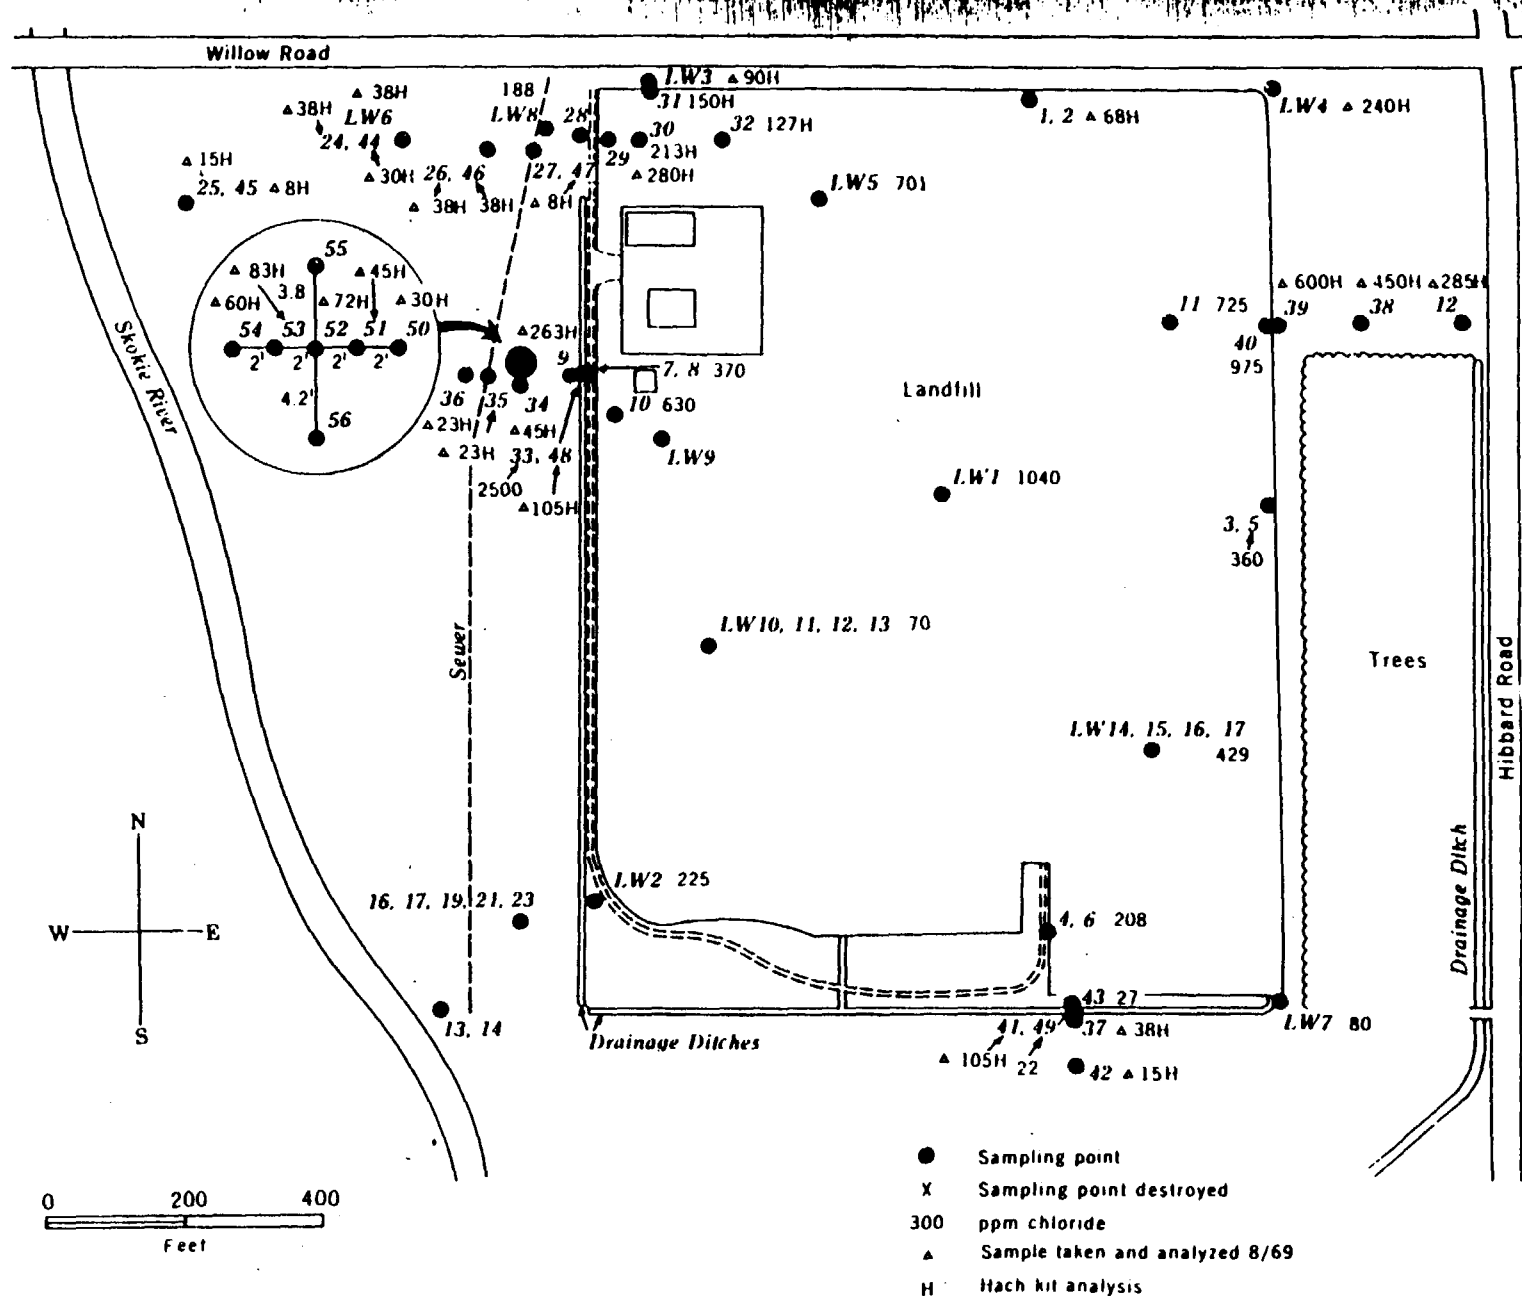 Willow Road
LW3 ▵ 90H
31 150H
▵ 38H
188
▵ 38H
LW6
LW8
28
30
32 127H
1, 2 ▵ 68H
LW4 ▵ 240H
24, 44
29
213H
▵ 15H
▵ 30H
26, 46
27, 47
▵ 280H
25, 45 ▵ 8H
▵ 38H
38H
▵ 8H
LW5 701
55
▵ 83H
▵ 45H
3.8
▵ 60H
▵ 72H
▵ 30H
54
53
52
51
50
2'
2'
2'
2'
4.2'
56
Skokie River
▵ 263H
9
7, 8 370
36
35
34
10 630
▵ 23H
▵ 45H
▵ 23H
33, 48
LW9
2500
▵ 105H
▵ 600H
▵ 450H
▵ 285H
11 725
39
38
12
40
975
Landfill
LW1 1040
3, 5
360
Sewer
LW10, 11, 12, 13 70
Trees
Hibbard Road
LW14, 15, 16, 17
429
Drainage Ditch
N
W
E
S
16, 17, 19, 21, 23
LW2 225
4, 6 208
13, 14
43 27
Drainage Ditches
41, 49
37 ▵ 38H
LW7 80
▵ 105H
22
42 ▵ 15H
0 200 400
Feet
Sampling point
X Sampling point destroyed
300 ppm chloride
▵ Sample taken and analyzed 8/69
H Hach kit analysis